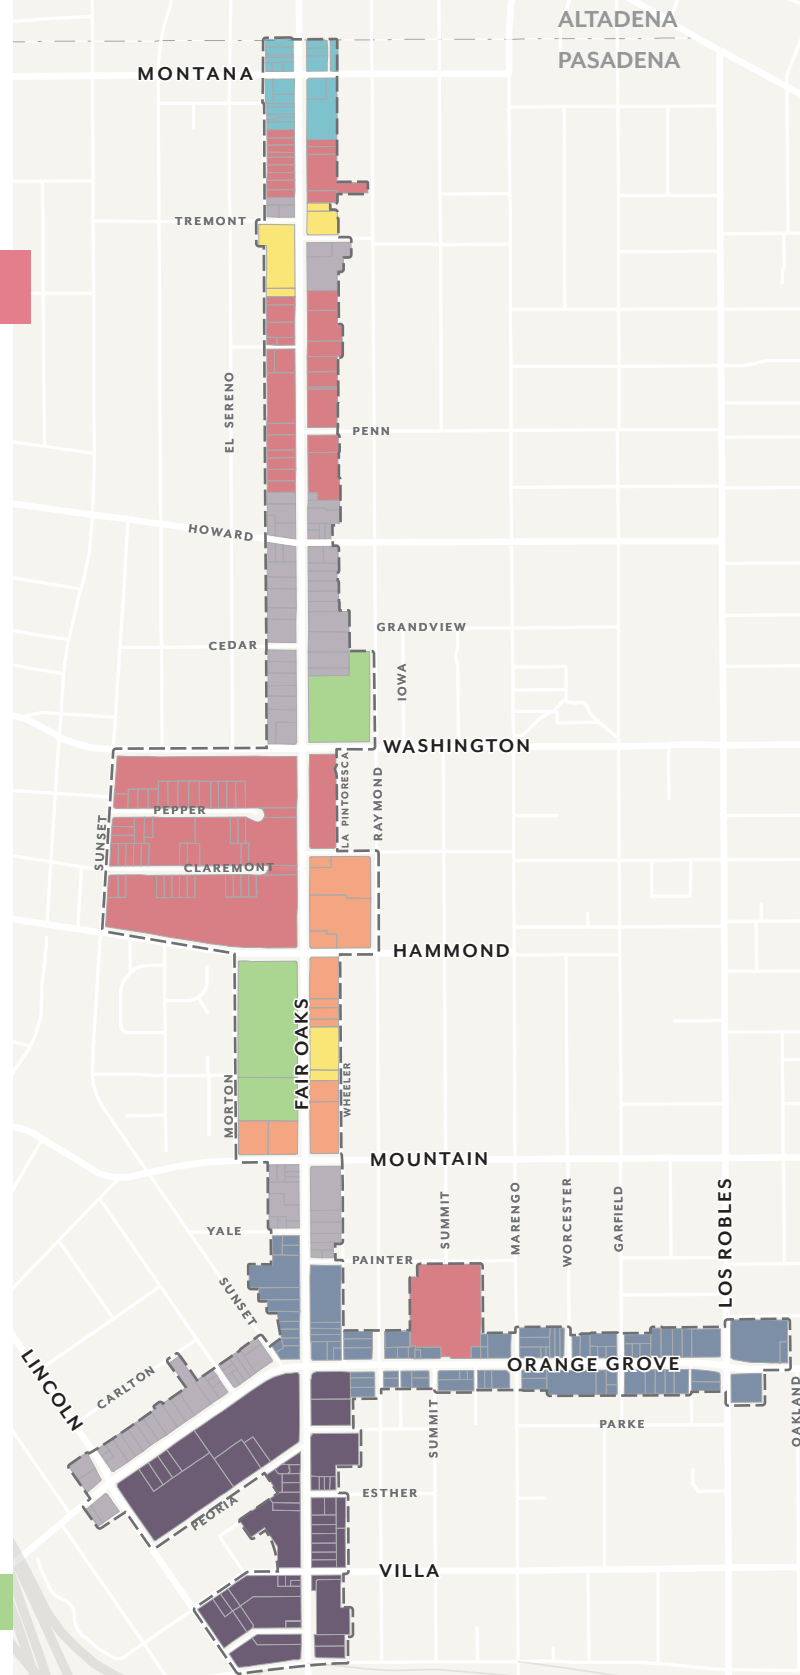 ALTADENA
PASADENA
MONTANA
TREMONT
EL SERENO
PENN
HOWARD
GRANDVIEW
CEDAR
IOWA
WASHINGTON
LA PINTORESCA
RAYMOND
PEPPER
SUNSET
CLAREMONT
HAMMOND
FAIR OAKS
MORTON
WHEELER
MOUNTAIN
SUMMIT
MARENGO
WORCESTER
GARFIELD
LOS ROBLES
YALE
PAINTER
SUNSET
ORANGE GROVE
LINCOLN
CARLTON
SUMMIT
PARKE
OAKLAND
ESTHER
PEORIA
VILLA